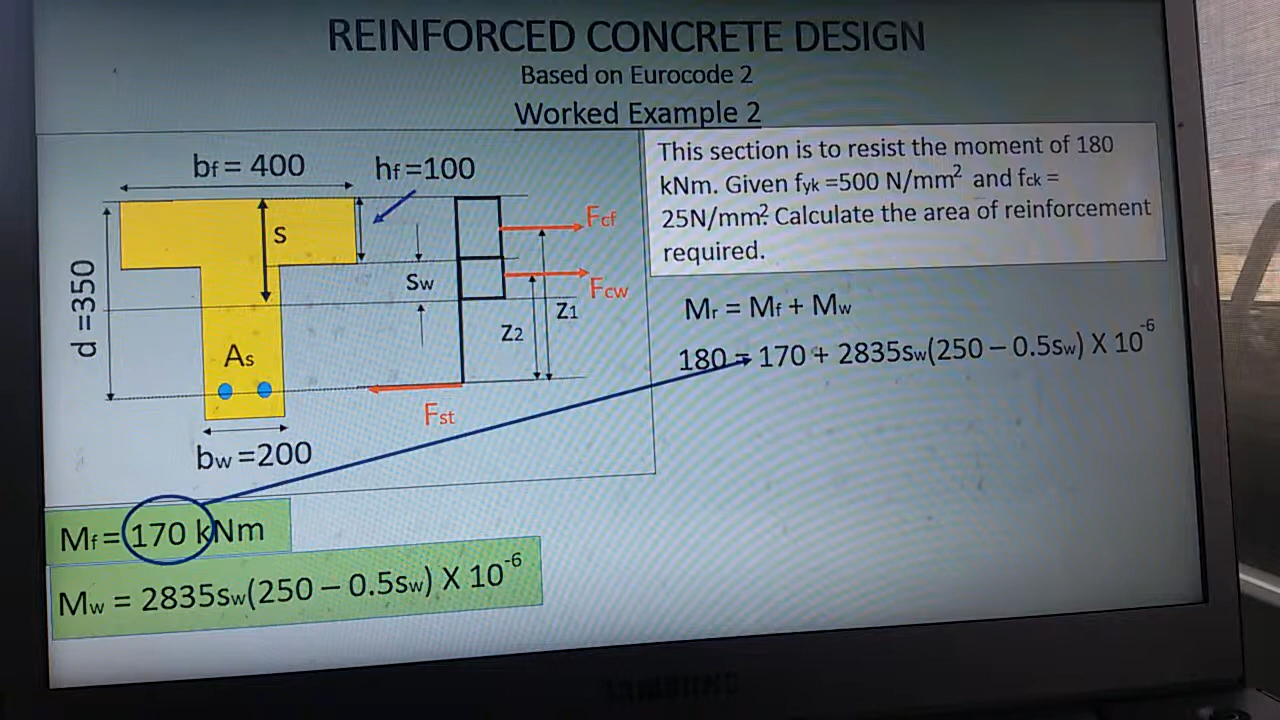 REINFORCED CONCRETE DESIGN
Based on Eurocode 2
Worked Example 2
bf = 400
hf=100
This section is to resist the moment of 180
kNm. Given fyk =500 N/mm² and fck =
25N/mm². Calculate the area of reinforcement
required.
s
Fcf
d =350
sw
Fcw
z2
z1
As
Fst
bw =200
Mr = Mf + Mw
180 = 170 + 2835sw(250 – 0.5sw) X 10⁻⁶
Mf = 170 kNm
Mw = 2835sw(250 – 0.5sw) X 10⁻⁶
SAMSUNG